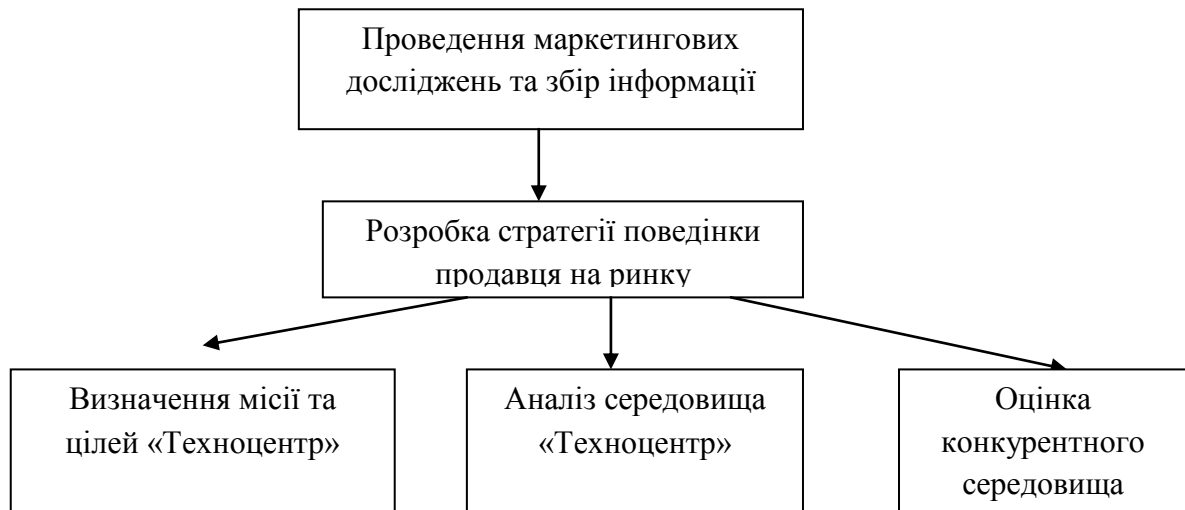 Проведення маркетингових
досліджень та збір інформації
Розробка стратегії поведінки
продавця на ринку
Визначення місії та
цілей «Техноцентр»
Аналіз середовища
«Техноцентр»
Оцінка
конкурентного
середовища